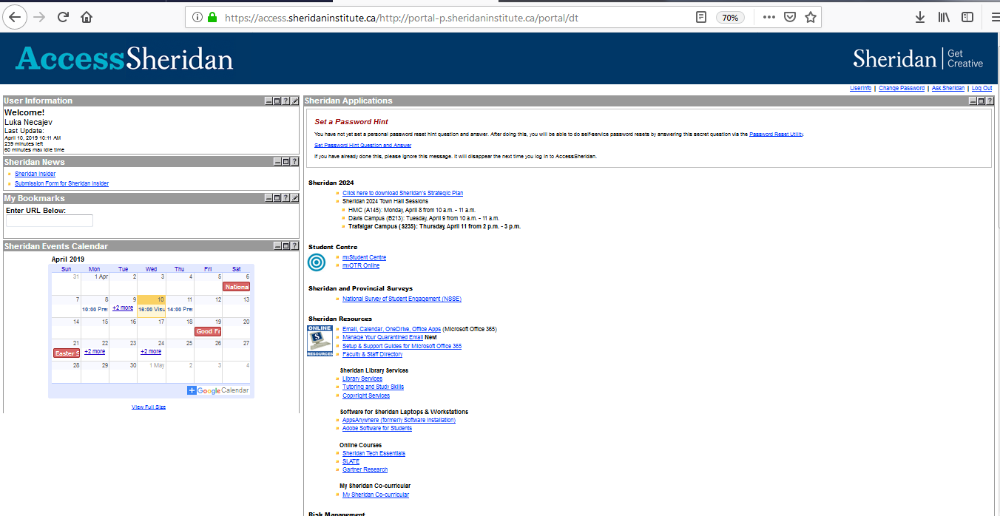 https://access.sheridaninstitute.ca/http://portal-p.sheridaninstitute.ca/portal/dt
70%
AccessSheridan
Sheridan | Get Creative
UserInfo | Change Password | Ask Sheridan | Log Out
User Information
Welcome!
Luka Necajev
Last Update:
April 10, 2019 10:11 AM
239 minutes left
60 minutes max idle time
Sheridan News
Sheridan Insider
Submission Form for Sheridan Insider
My Bookmarks
Enter URL Below:
Sheridan Events Calendar
April 2019
Sun Mon Tue Wed Thu Fri Sat
31 1 Apr 2 3 4 5 6
National
7 8 9 10 11 12 13
10:00 Pre: +2 more 16:00 Visu 14:00 Pre:
14 15 16 17 18 19 20
Good Fr
21 22 23 24 25 26 27
Easter S +2 more +2 more
28 29 30 1 May 2 3 4
Google Calendar
View Full Size
Sheridan Applications
Set a Password Hint
You have not yet set a personal password reset hint question and answer. After doing this, you will be able to do self-service password resets by answering this secret question via the Password Reset Utility.
Set Password Hint Question and Answer
If you have already done this, please ignore this message. It will disappear the next time you log in to AccessSheridan.
Sheridan 2024
Click here to download Sheridan's Strategic Plan
Sheridan 2024 Town Hall Sessions
HMC (A145): Monday, April 8 from 10 a.m. - 11 a.m.
Davis Campus (B213): Tuesday, April 9 from 10 a.m. - 11 a.m.
Trafalgar Campus (S235): Thursday, April 11 from 2 p.m. - 3 p.m.
Student Centre
myStudent Centre
myOTR Online
Sheridan and Provincial Surveys
National Survey of Student Engagement (NSSE)
Sheridan Resources
ONLINE
S
RESOURCES
Email, Calendar, OneDrive, Office Apps (Microsoft Office 365)
Manage Your Quarantined Email New!
Setup & Support Guides for Microsoft Office 365
Faculty & Staff Directory
Sheridan Library Services
Library Services
Tutoring and Study Skills
Copyright Services
Software for Sheridan Laptops & Workstations
AppsAnywhere (formerly Software Installation)
Adobe Software for Students
Online Courses
Sheridan Tech Essentials
SLATE
Gartner Research
My Sheridan Co-curricular
My Sheridan Co-curricular
Risk Management